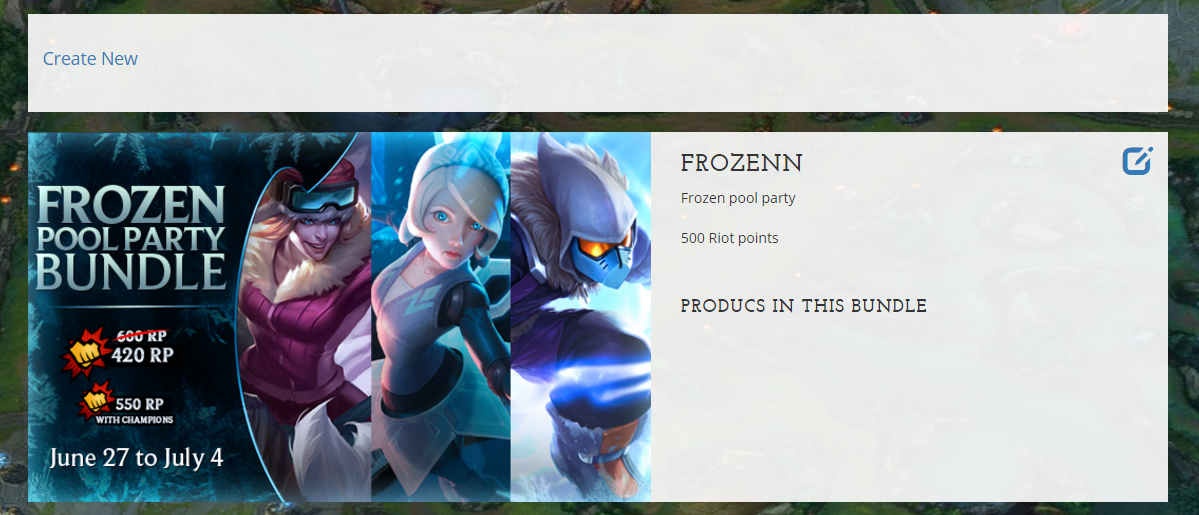 Create New
FROZEN
POOL PARTY
BUNDLE
600 RP
420 RP
550 RP
WITH CHAMPIONS
June 27 to July 4
FROZENN
Frozen pool party
500 Riot points
PRODUCS IN THIS BUNDLE